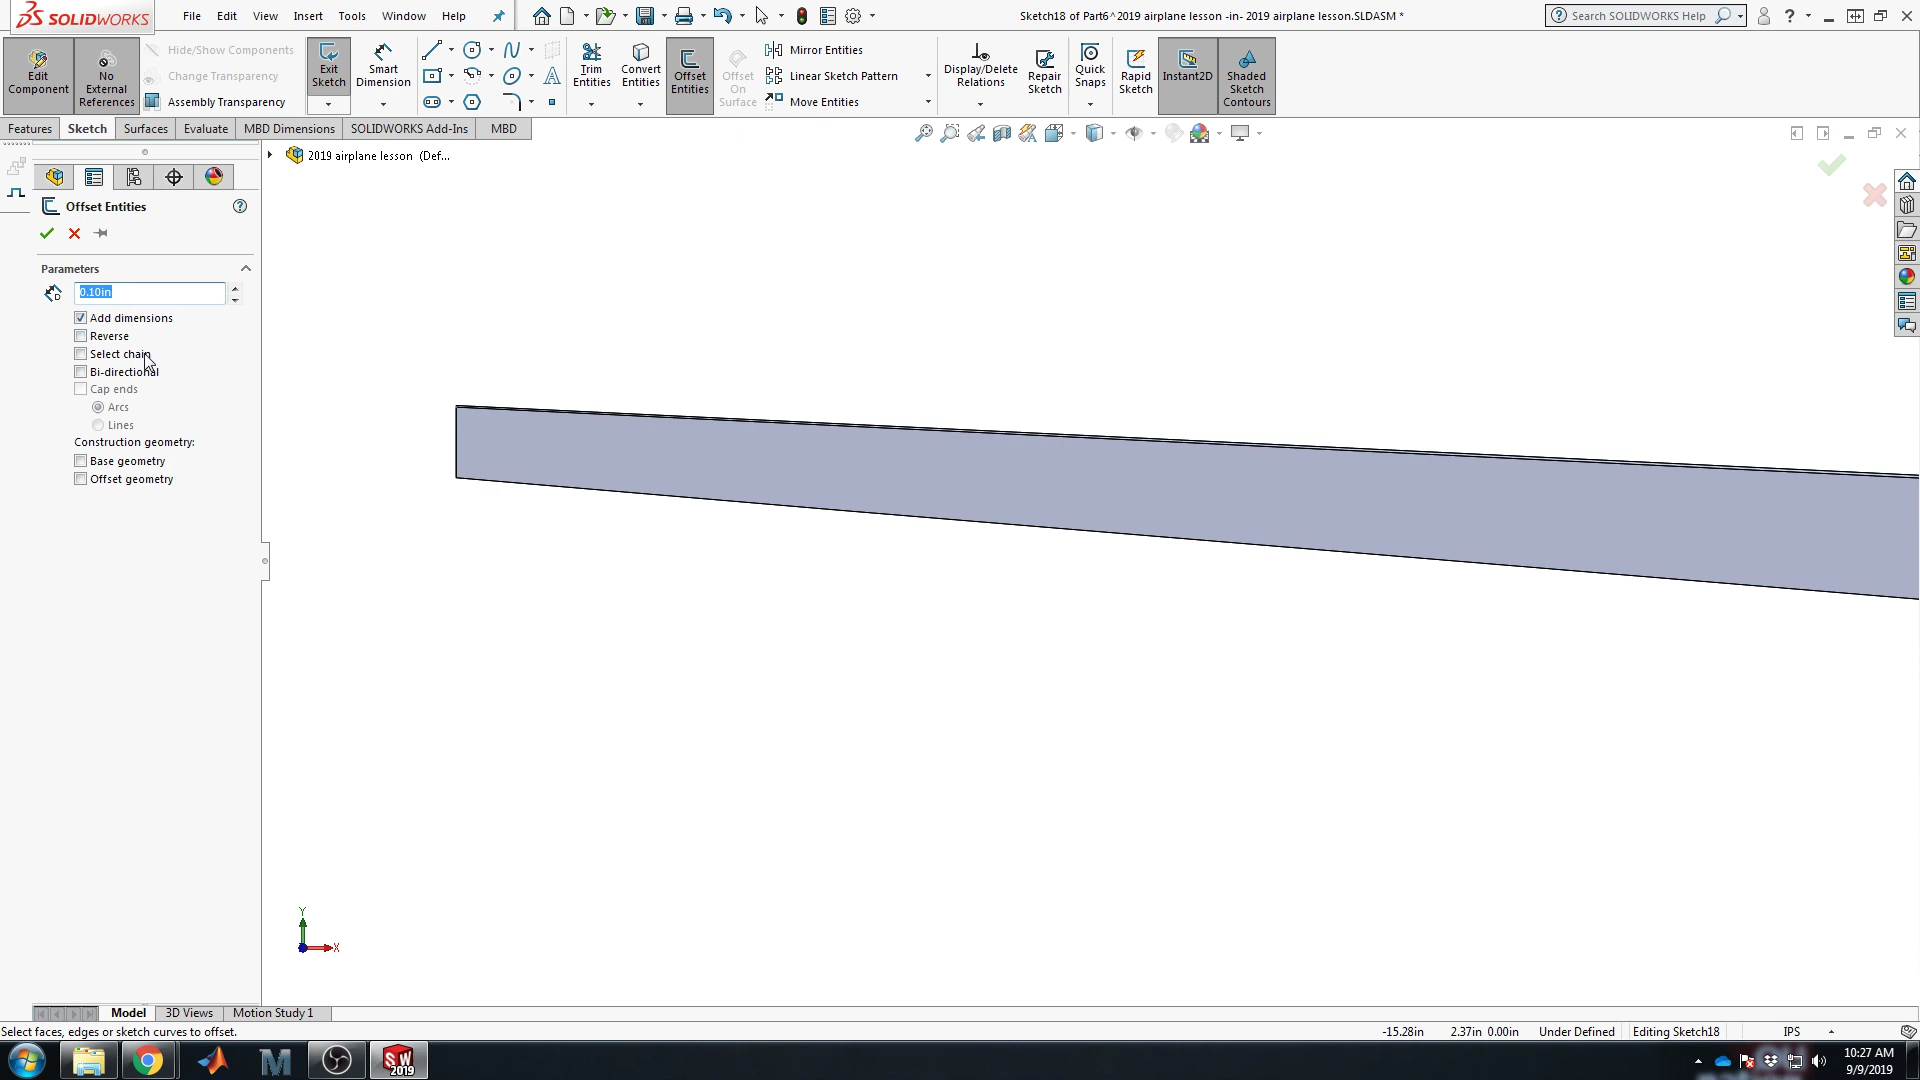 SOLIDWORKS
File Edit View Insert Tools Window Help
Sketch18 of Part6^2019 airplane lesson -in- 2019 airplane lesson.SLDASM *
Search SOLIDWORKS Help
?
Edit Component
No External References
Hide/Show Components
Change Transparency
Assembly Transparency
Exit Sketch
Smart Dimension
Trim Entities
Convert Entities
Offset Entities
Offset On Surface
Mirror Entities
Linear Sketch Pattern
Move Entities
Display/Delete Relations
Repair Sketch
Quick Snaps
Rapid Sketch
Instant2D
Shaded Sketch Contours
Features Sketch Surfaces Evaluate MBD Dimensions SOLIDWORKS Add-Ins MBD
2019 airplane lesson (Def...
Offset Entities
?
Parameters
D
0.10in
Add dimensions
Reverse
Select chain
Bi-directional
Cap ends
Arcs
Lines
Construction geometry:
Base geometry
Offset geometry
Y
X
Model 3D Views Motion Study 1
Select faces, edges or sketch curves to offset.
-15.28in 2.37in 0.00in Under Defined Editing Sketch18 IPS
SW 2019
10:27 AM
9/9/2019